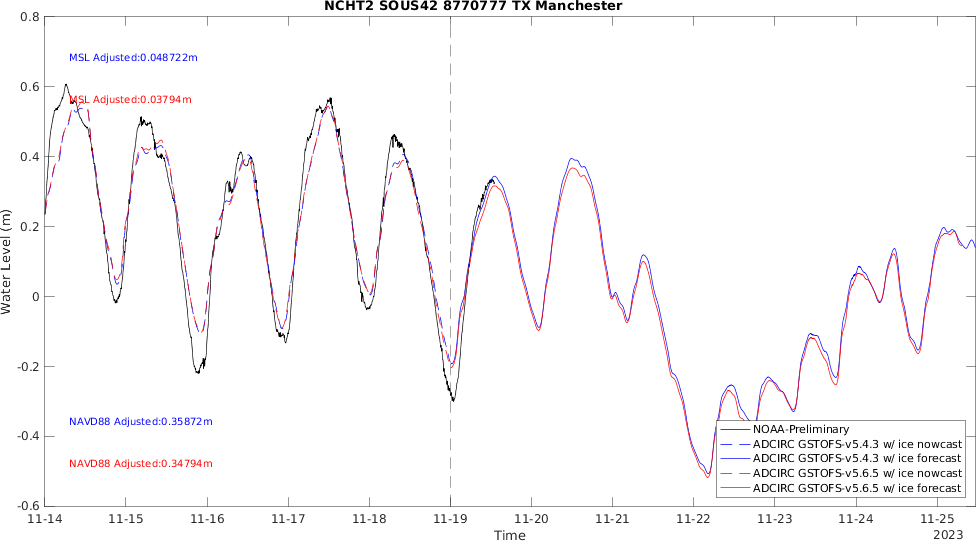 NCHT2 SOUS42 8770777 TX Manchester
0.8
0.6
0.4
0.2
0
-0.2
-0.4
-0.6
Water Level (m)
MSL Adjusted:0.048722m
MSL Adjusted:0.03794m
NAVD88 Adjusted:0.35872m
NAVD88 Adjusted:0.34794m
NOAA-Preliminary
ADCIRC GSTOFS-v5.4.3 w/ ice nowcast
ADCIRC GSTOFS-v5.4.3 w/ ice forecast
ADCIRC GSTOFS-v5.6.5 w/ ice nowcast
ADCIRC GSTOFS-v5.6.5 w/ ice forecast
11-14 11-15 11-16 11-17 11-18 11-19 11-20 11-21 11-22 11-23 11-24 11-25
Time
2023